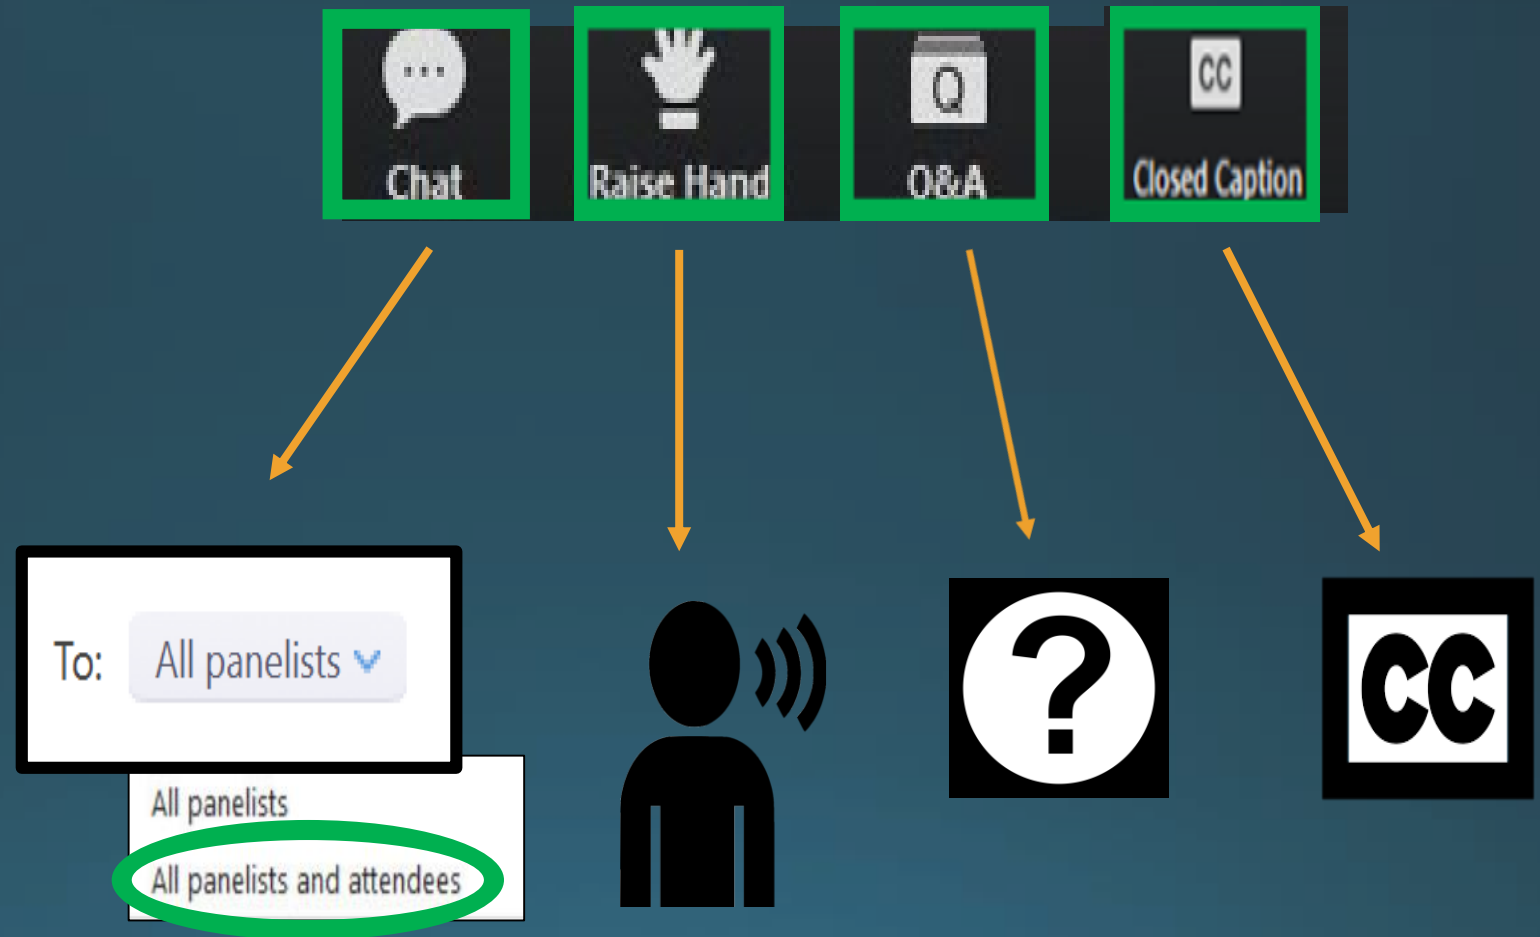 Chat
Raise Hand
Q
Q&A
CC
Closed Caption
To: All panelists
?
CC
All panelists
All panelists and attendees